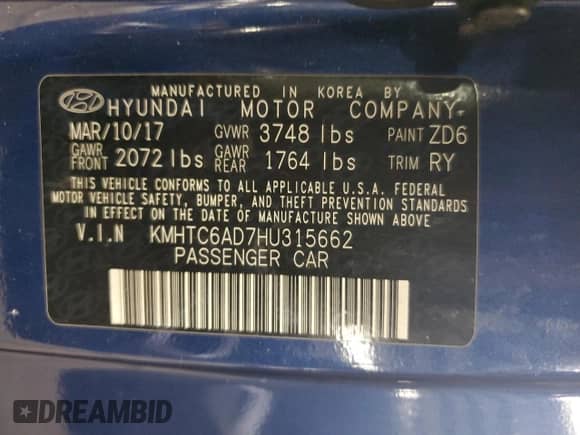 MANUFACTURED IN KOREA BY
HYUNDAI MOTOR COMPANY
MAR/10/17 GVWR 3748 lbs PAINT ZD6
GAWR FRONT 2072 lbs GAWR REAR 1764 lbs TRIM RY
THIS VEHICLE CONFORMS TO ALL APPLICABLE U.S.A. FEDERAL
MOTOR VEHICLE SAFETY, BUMPER, AND THEFT PREVENTION STANDARDS
IN EFFECT ON THE DATE OF MANUFACTURE SHOWN ABOVE
V.I.N KMHTC6AD7HU315662
PASSENGER CAR
DREAMBID